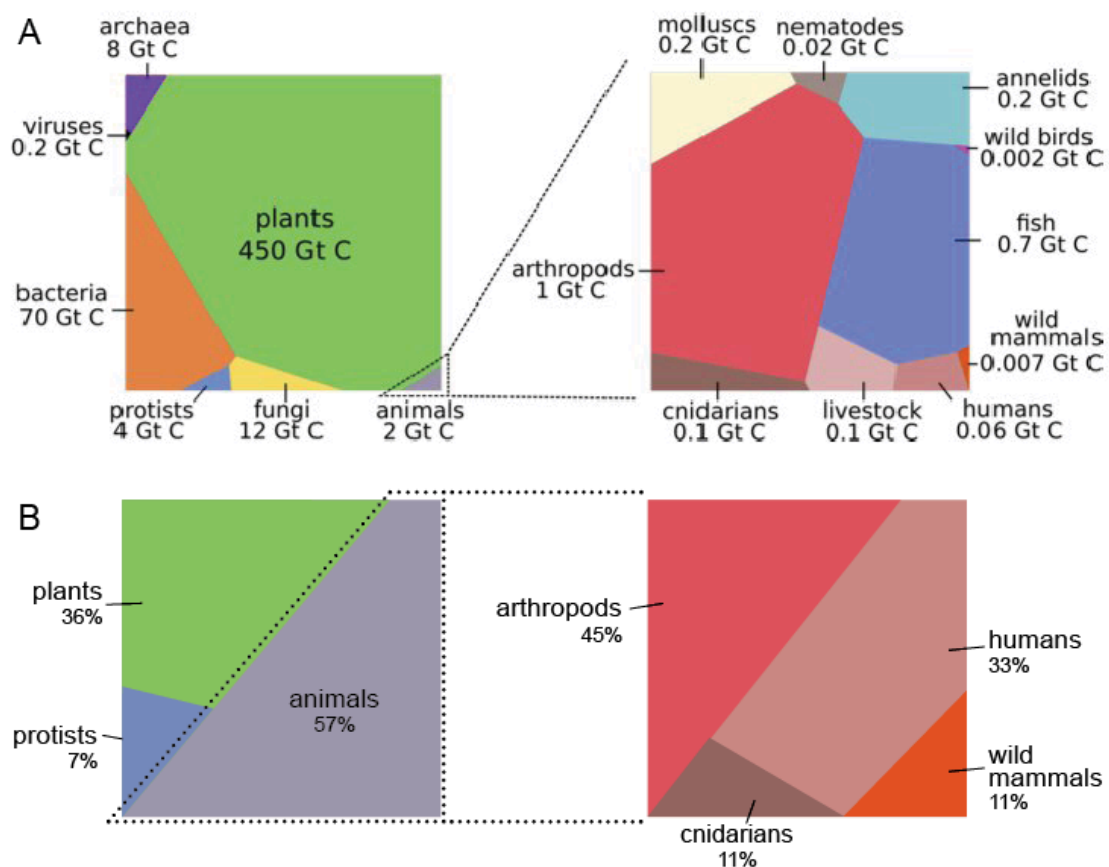 A
archaea
8 Gt C
viruses
0.2 Gt C
plants
450 Gt C
bacteria
70 Gt C
protists
4 Gt C
fungi
12 Gt C
animals
2 Gt C
molluscs
0.2 Gt C
nematodes
0.02 Gt C
annelids
0.2 Gt C
wild birds
0.002 Gt C
fish
0.7 Gt C
arthropods
1 Gt C
wild
mammals
0.007 Gt C
cnidarians
0.1 Gt C
livestock
0.1 Gt C
humans
0.06 Gt C
B
plants
36%
animals
57%
protists
7%
arthropods
45%
humans
33%
wild
mammals
11%
cnidarians
11%